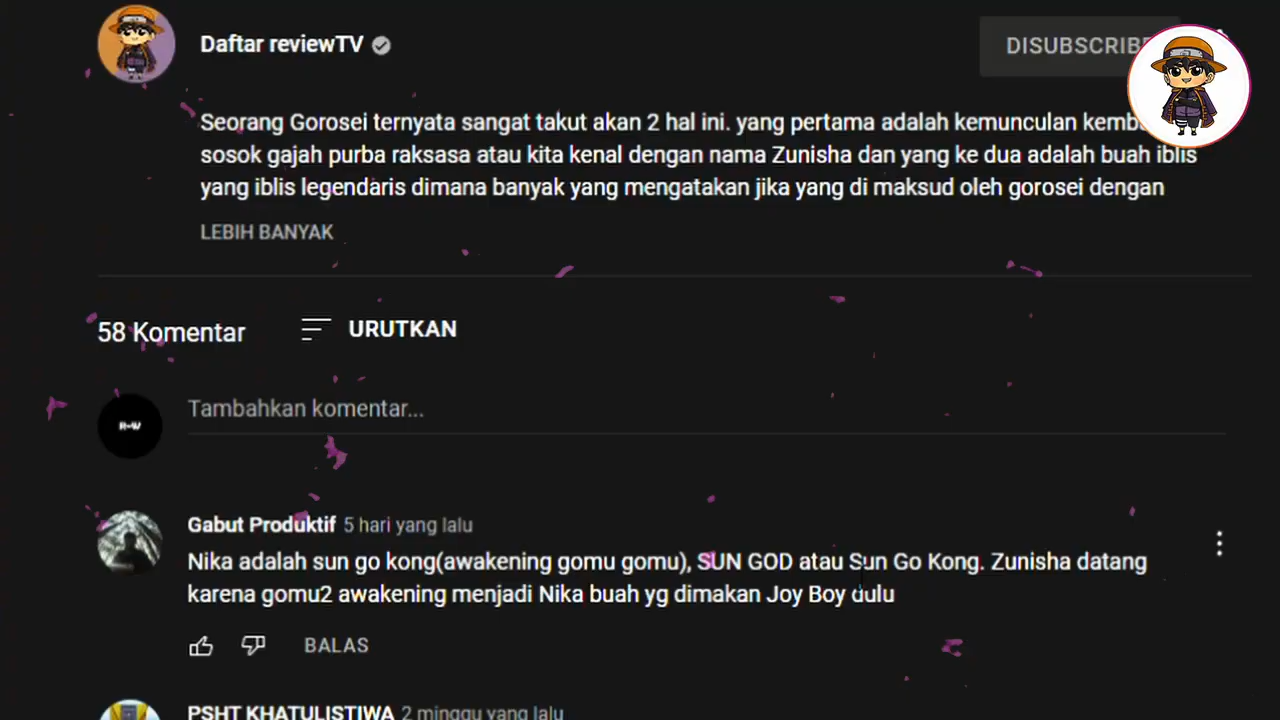 Daftar reviewTV
Seorang Gorosei ternyata sangat takut akan 2 hal ini. yang pertama adalah kemunculan
sosok gajah purba raksasa atau kita kenal dengan nama Zunisha dan yang ke dua adalah buah iblis
yang iblis legendaris dimana banyak yang mengatakan jika yang di maksud oleh gorosei dengan
LEBIH BANYAK
58 Komentar
URUTKAN
Tambahkan komentar...
Gabut Produktif 5 hari yang lalu
Nika adalah sun go kong(awakening gomu gomu), SUN GOD atau Sun Go Kong. Zunisha datang
karena gomu2 awakening menjadi Nika buah yg dimakan Joy Boy dulu
BALAS
PSHT KHATULISTIWA 2 minggu yang lalu